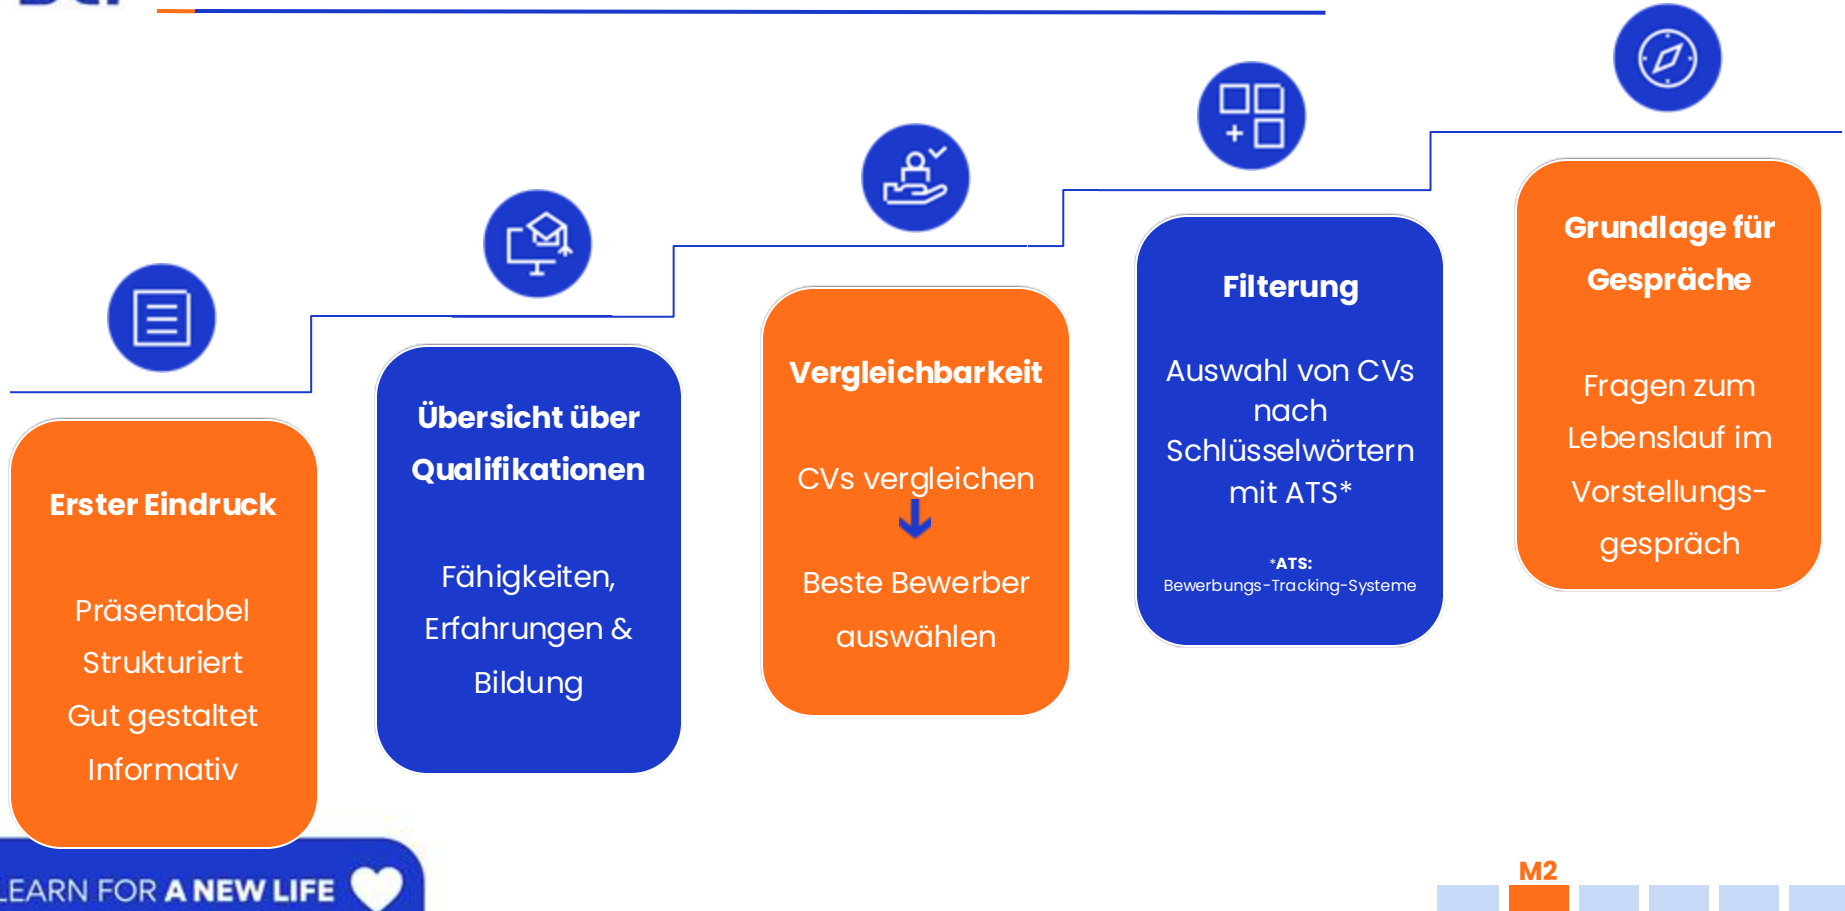 Erster Eindruck
Präsentabel
Strukturiert
Gut gestaltet
Informativ
Übersicht über
Qualifikationen
Fähigkeiten,
Erfahrungen &
Bildung
Vergleichbarkeit
CVs vergleichen
Beste Bewerber
auswählen
Filterung
Auswahl von CVs
nach
Schlüsselwörtern
mit ATS*
*ATS:
Bewerbungs-Tracking-Systeme
Grundlage für
Gespräche
Fragen zum
Lebenslauf im
Vorstellungs-
gespräch
LEARN FOR A NEW LIFE
M2